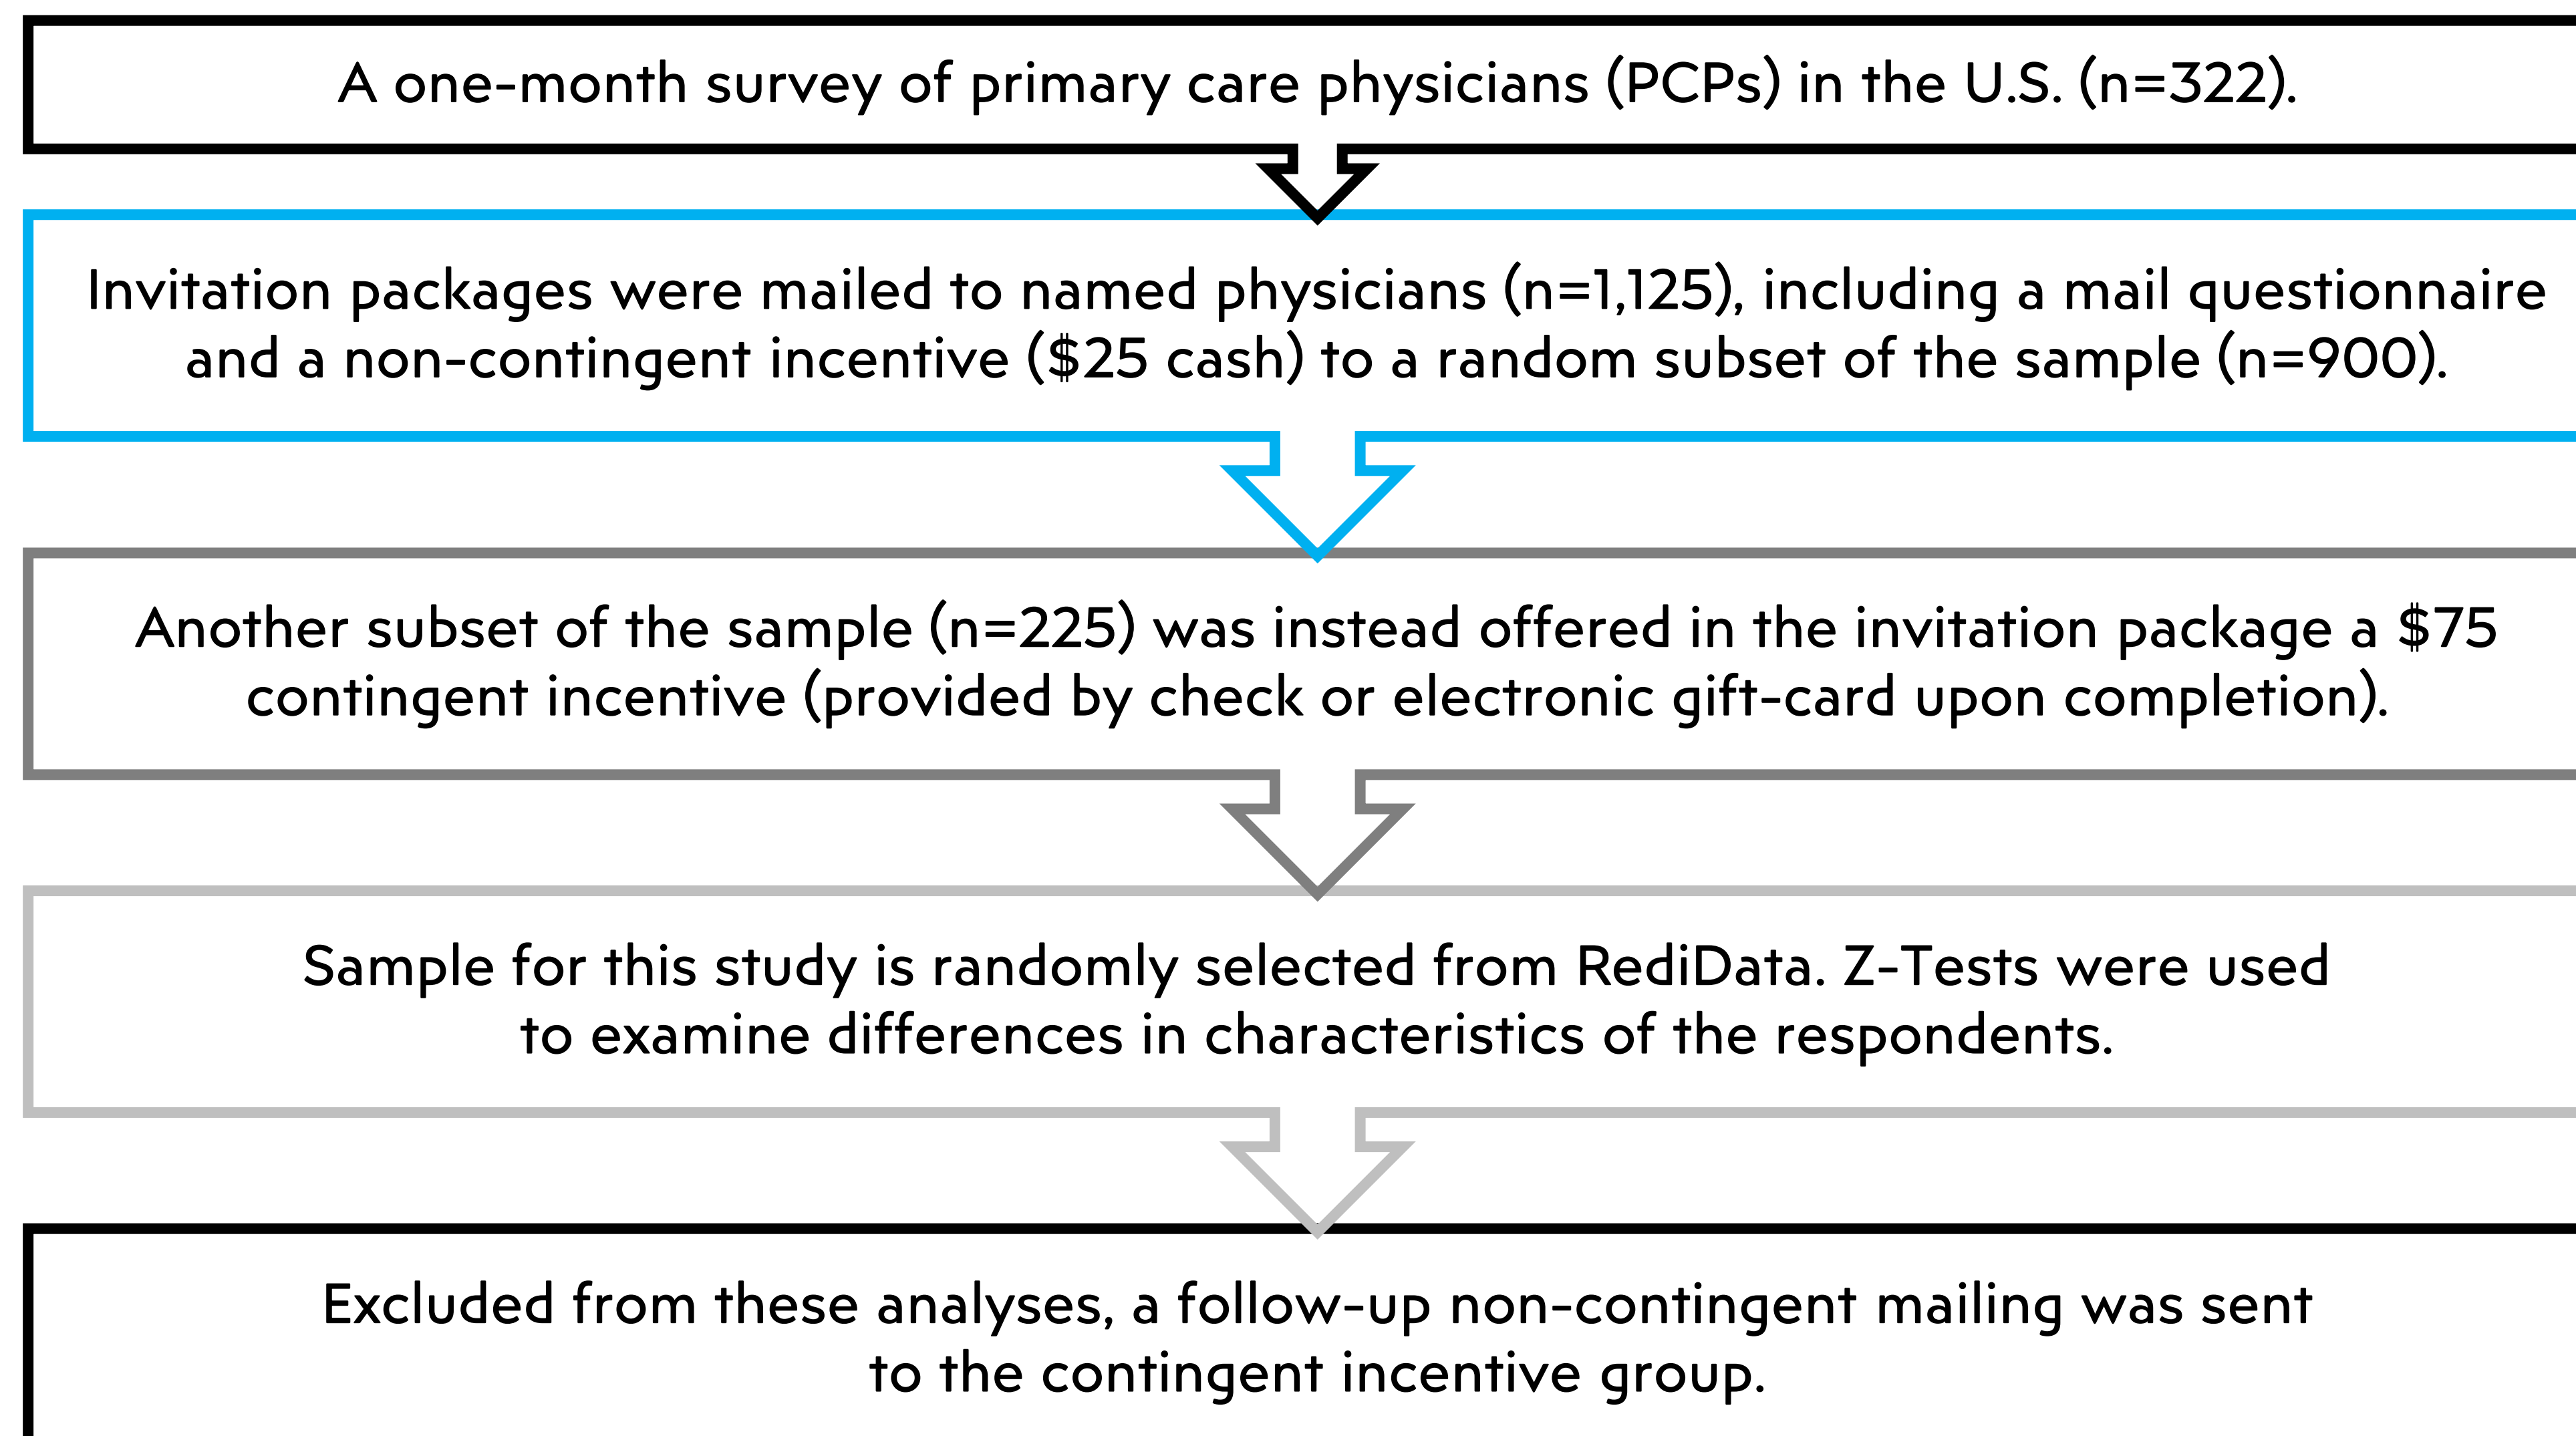 A one-month survey of primary care physicians (PCPs) in the U.S. (n=322).
Invitation packages were mailed to named physicians (n=1,125), including a mail questionnaire
and a non-contingent incentive ($25 cash) to a random subset of the sample (n=900).
Another subset of the sample (n=225) was instead offered in the invitation package a $75
contingent incentive (provided by check or electronic gift-card upon completion).
Sample for this study is randomly selected from RediData. Z-Tests were used
to examine differences in characteristics of the respondents.
Excluded from these analyses, a follow-up non-contingent mailing was sent
to the contingent incentive group.